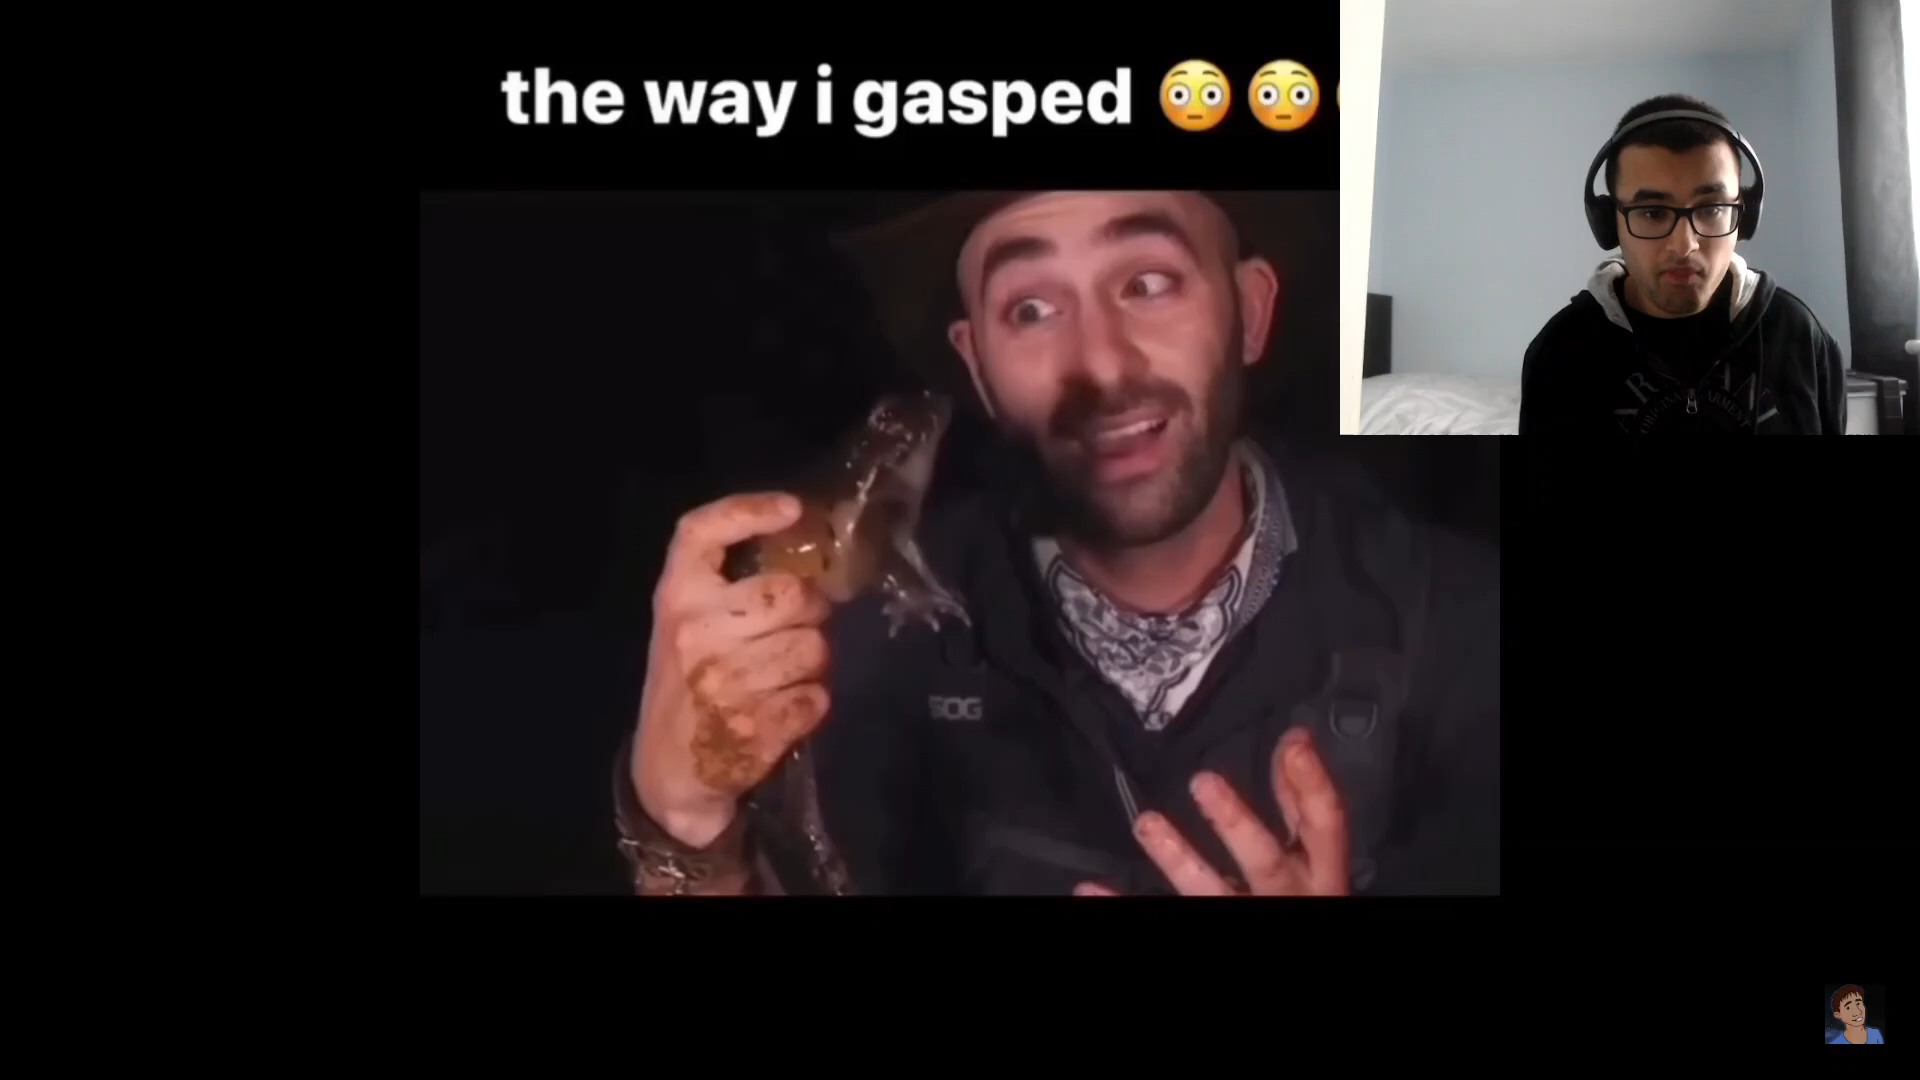 the way i gasped 😳😳
SOG